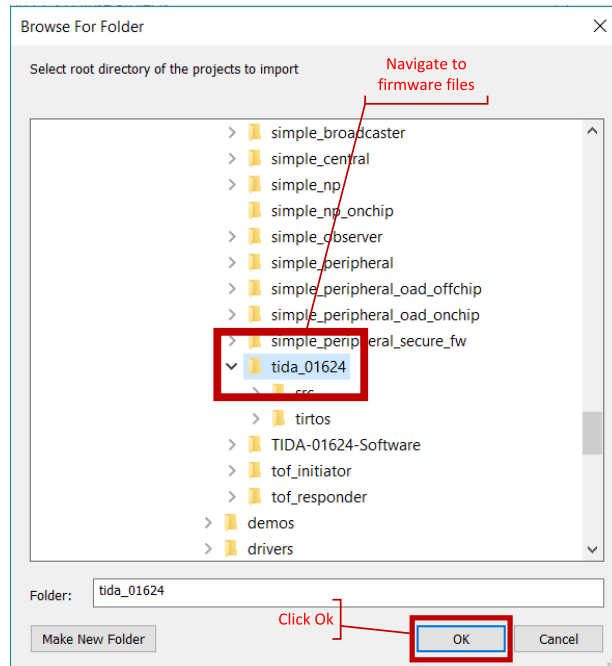 Browse For Folder
Select root directory of the projects to import
Navigate to
firmware files
simple_broadcaster
simple_central
simple_np
simple_np_onchip
simple_observer
simple_peripheral
simple_peripheral_oad_offchip
simple_peripheral_oad_onchip
simple_peripheral_secure_fw
tida_01624
src
tirtos
TIDA-01624-Software
tof_initiator
tof_responder
demos
drivers
Folder: tida_01624
Click Ok
Make New Folder OK Cancel